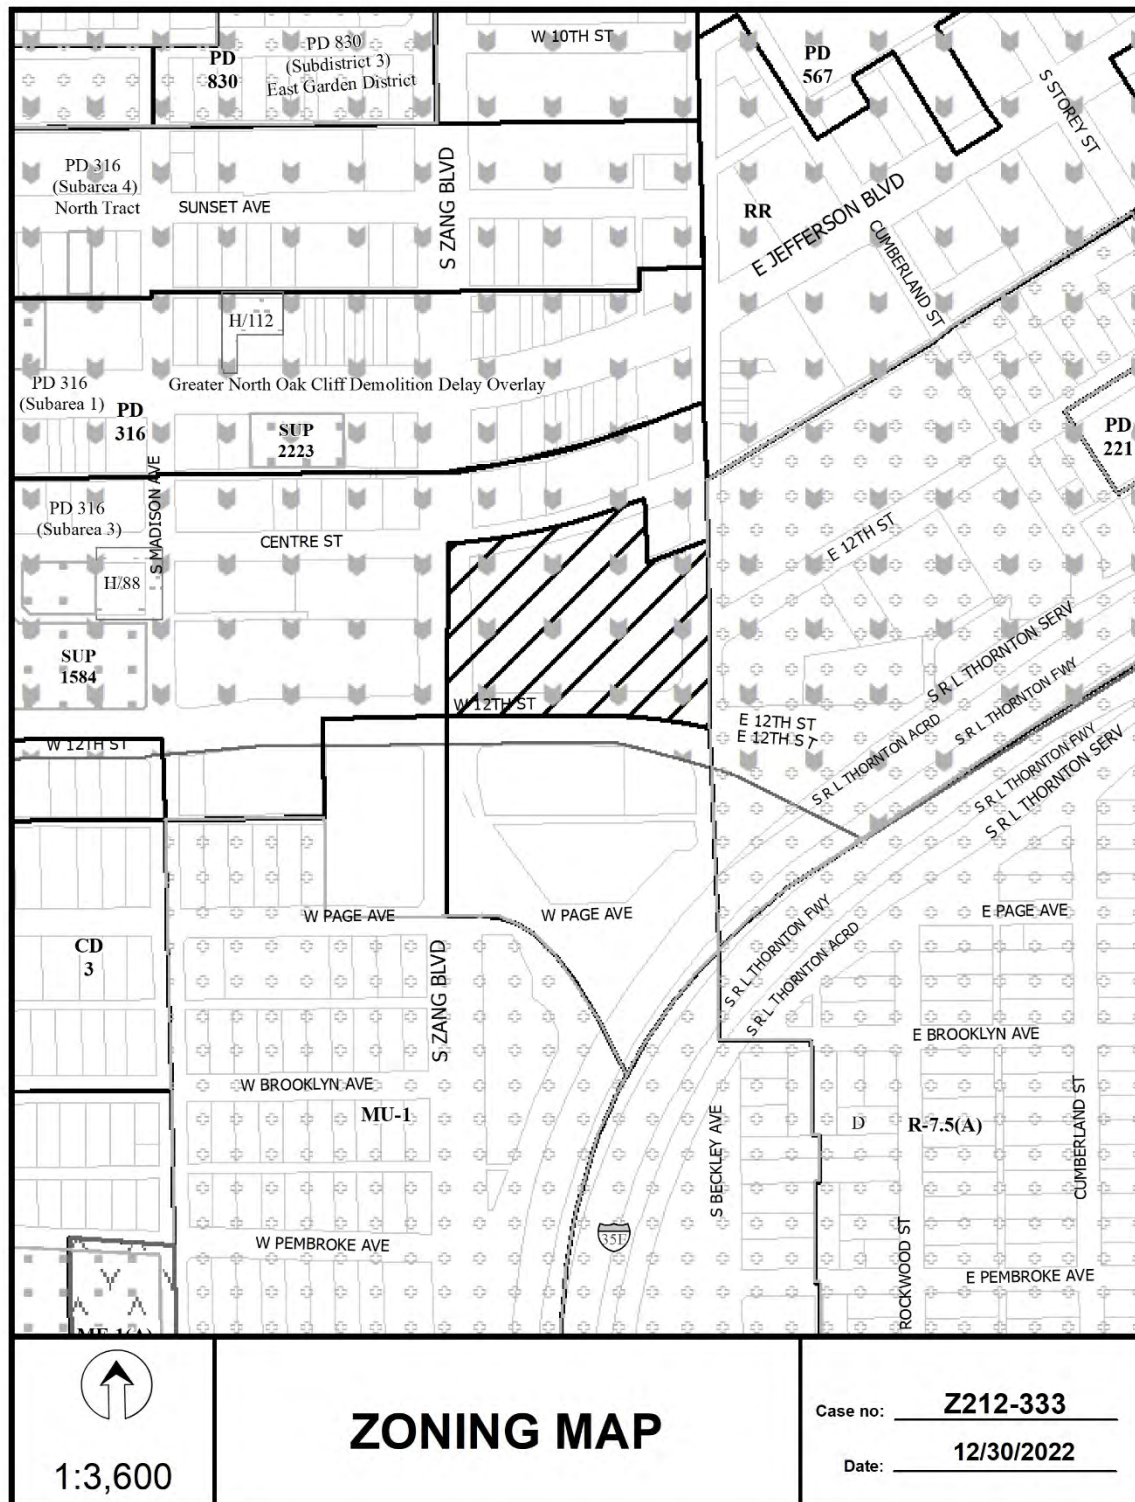 W 10TH ST
PD
830
PD 830
(Subdistrict 3)
East Garden District
PD
567
S STOREY ST
PD 316
(Subarea 4)
North Tract
SUNSET AVE
S ZANG BLVD
RR
E JEFFERSON BLVD
CUMBERLAND ST
H/112
PD 316
(Subarea 1)
Greater North Oak Cliff Demolition Delay Overlay
PD
316
SUP
2223
PD
221
S MADISON AVE
PD 316
(Subarea 3)
CENTRE ST
E 12TH ST
H/88
SUP
1584
S R L THORNTON SERV
S R L THORNTON FWY
W 12TH ST
W 12TH ST
E 12TH ST
E 12TH ST
S R L THORNTON ACRD
S R L THORNTON FWY
S R L THORNTON SERV
W PAGE AVE
W PAGE AVE
E PAGE AVE
CD
3
S ZANG BLVD
S R L THORNTON FWY
S R L THORNTON ACRD
E BROOKLYN AVE
W BROOKLYN AVE
MU-1
S BECKLEY AVE
D
R-7.5(A)
CUMBERLAND ST
W PEMBROKE AVE
35E
ROCKWOOD ST
E PEMBROKE AVE
MF-1(A)
1:3,600
ZONING MAP
Case no: Z212-333
Date: 12/30/2022